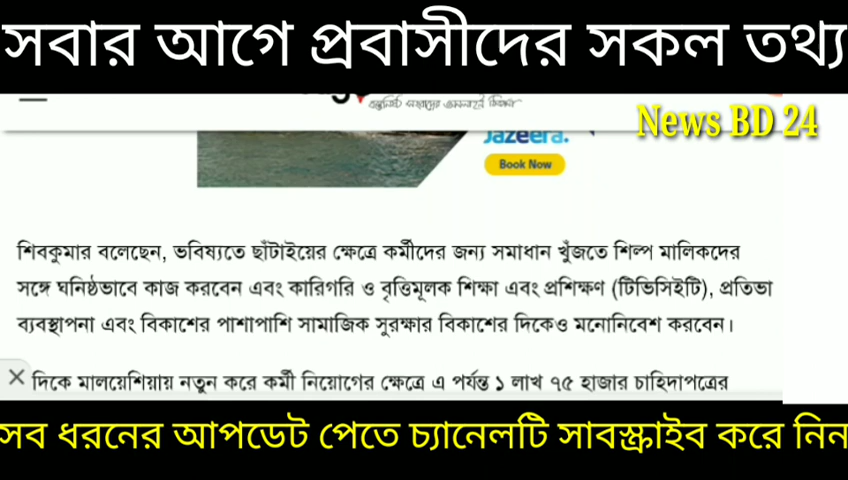 সবার আগে প্রবাসীদের সকল তথ্য
News BD 24
Jazeera.
Book Now
শিবকুমার বলেছেন, ভবিষ্যতে ছাঁটাইয়ের ক্ষেত্রে কর্মীদের জন্য সমাধান খুঁজতে শিল্প মালিকদের
সঙ্গে ঘনিষ্ঠভাবে কাজ করবেন এবং কারিগরি ও বৃত্তিমূলক শিক্ষা এবং প্রশিক্ষণ (টিভিসিইটি), প্রতিভা
ব্যবস্থাপনা এবং বিকাশের পাশাপাশি সামাজিক সুরক্ষার বিকাশের দিকেও মনোনিবেশ করবেন।
দিকে মালয়েশিয়ায় নতুন করে কর্মী নিয়োগের ক্ষেত্রে এ পর্যন্ত ১ লাখ ৭৫ হাজার চাহিদাপত্রের
সব ধরনের আপডেট পেতে চ্যানেলটি সাবস্ক্রাইব করে নিন